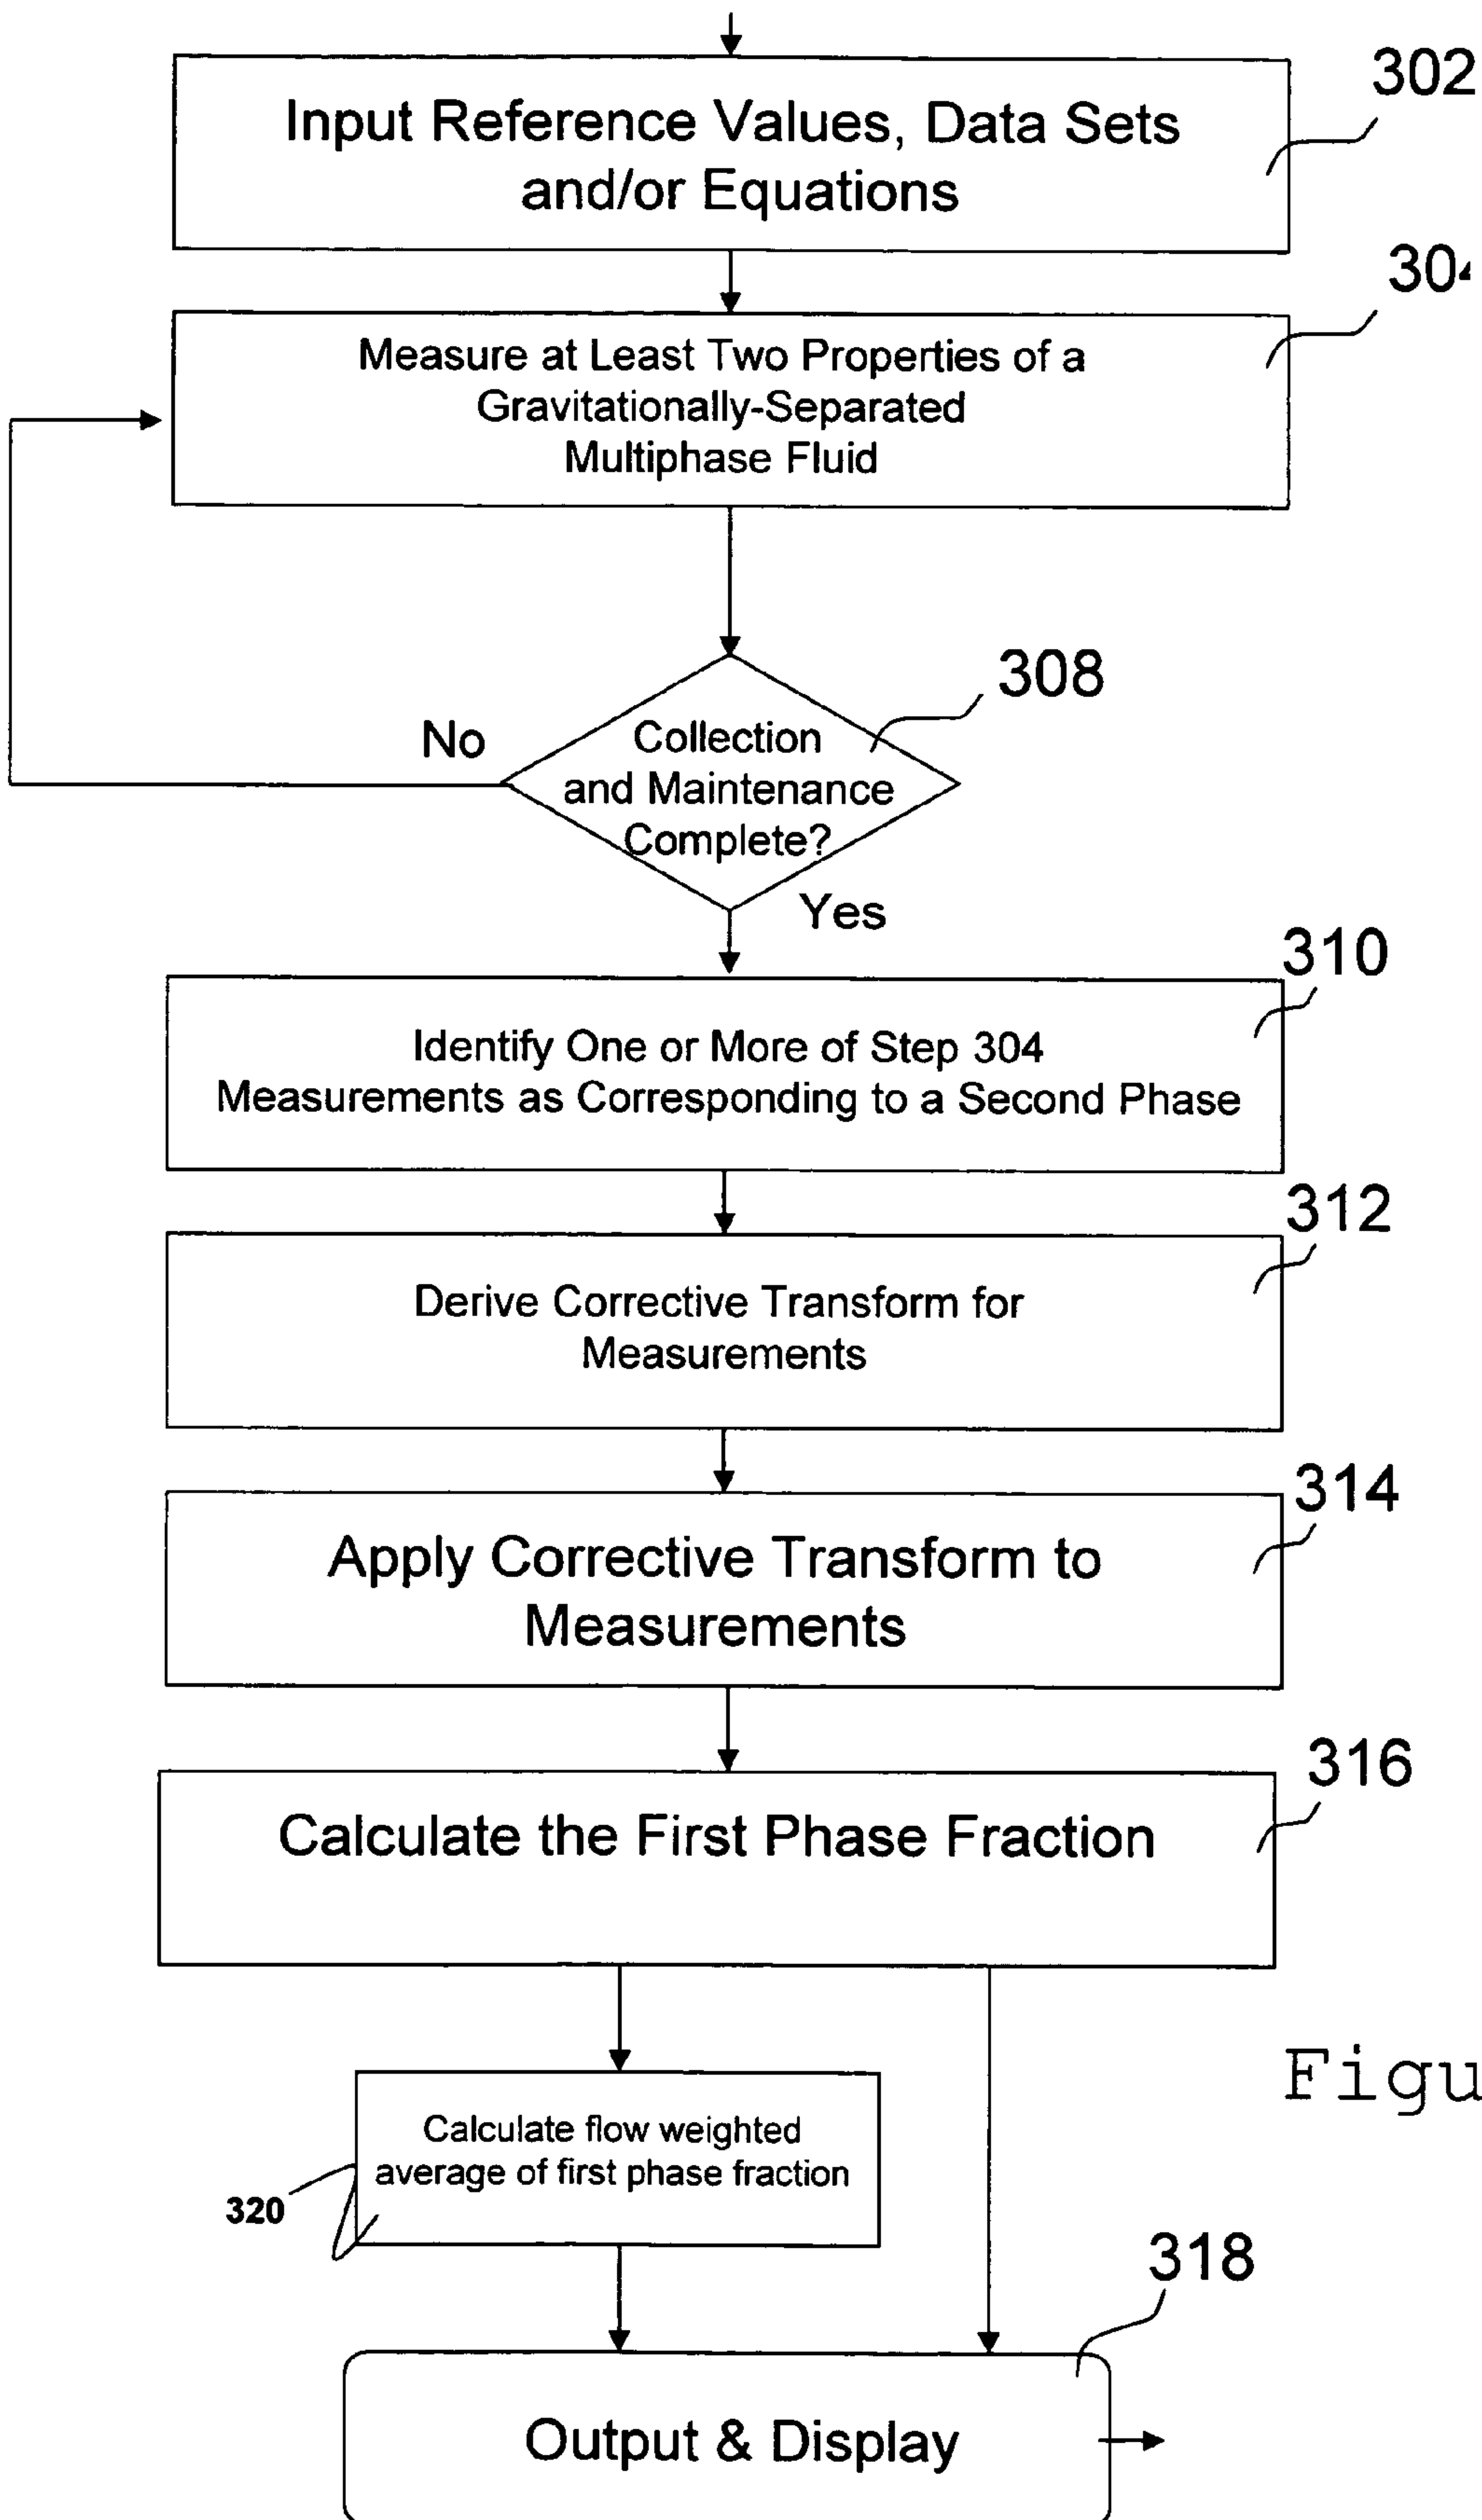 302
Input Reference Values, Data Sets
and/or Equations
304
Measure at Least Two Properties of a
Gravitationally-Separated
Multiphase Fluid
308
No
Collection
and Maintenance
Complete?
Yes
310
Identify One or More of Step 304
Measurements as Corresponding to a Second Phase
312
Derive Corrective Transform for
Measurements
314
Apply Corrective Transform to
Measurements
316
Calculate the First Phase Fraction
Figu
Calculate flow weighted
average of first phase fraction
320
318
Output & Display